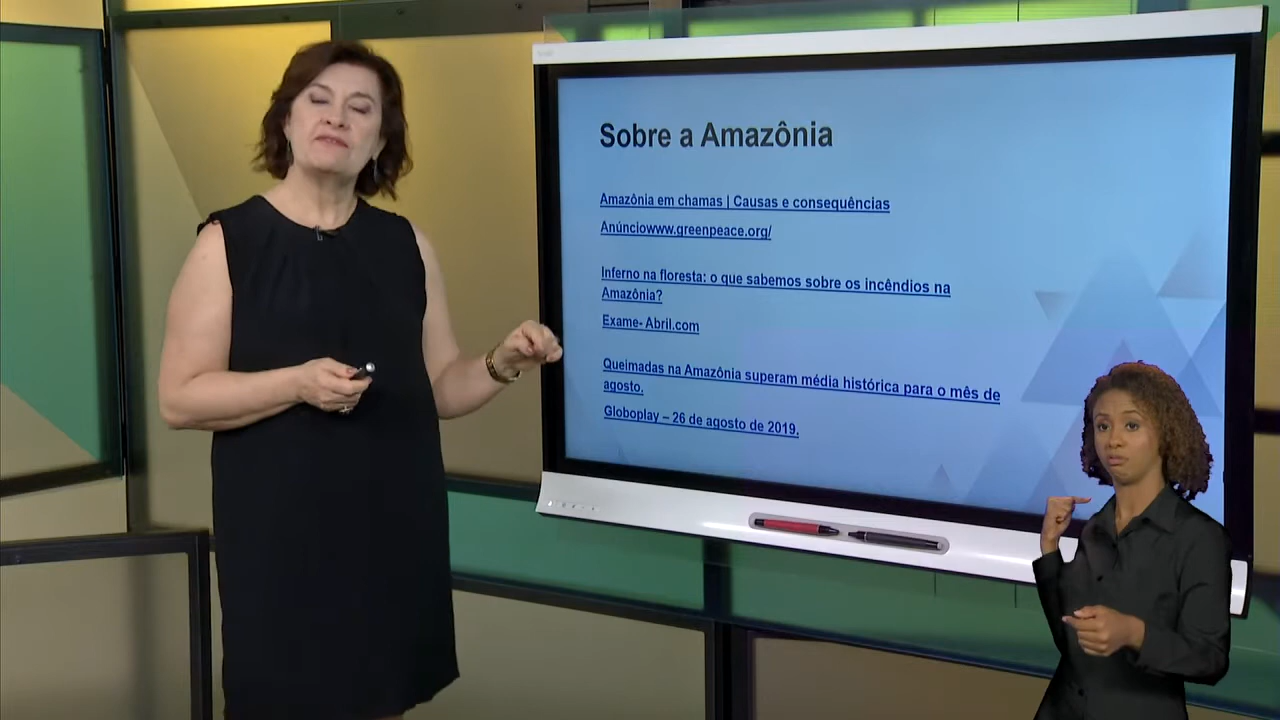 Sobre a Amazônia
Amazônia em chamas | Causas e consequências
Anúnciowww.greenpeace.org/
Inferno na floresta: o que sabemos sobre os incêndios na
Amazônia?
Exame- Abril.com
Queimadas na Amazônia superam média histórica para o mês de
agosto.
Globoplay – 26 de agosto de 2019.